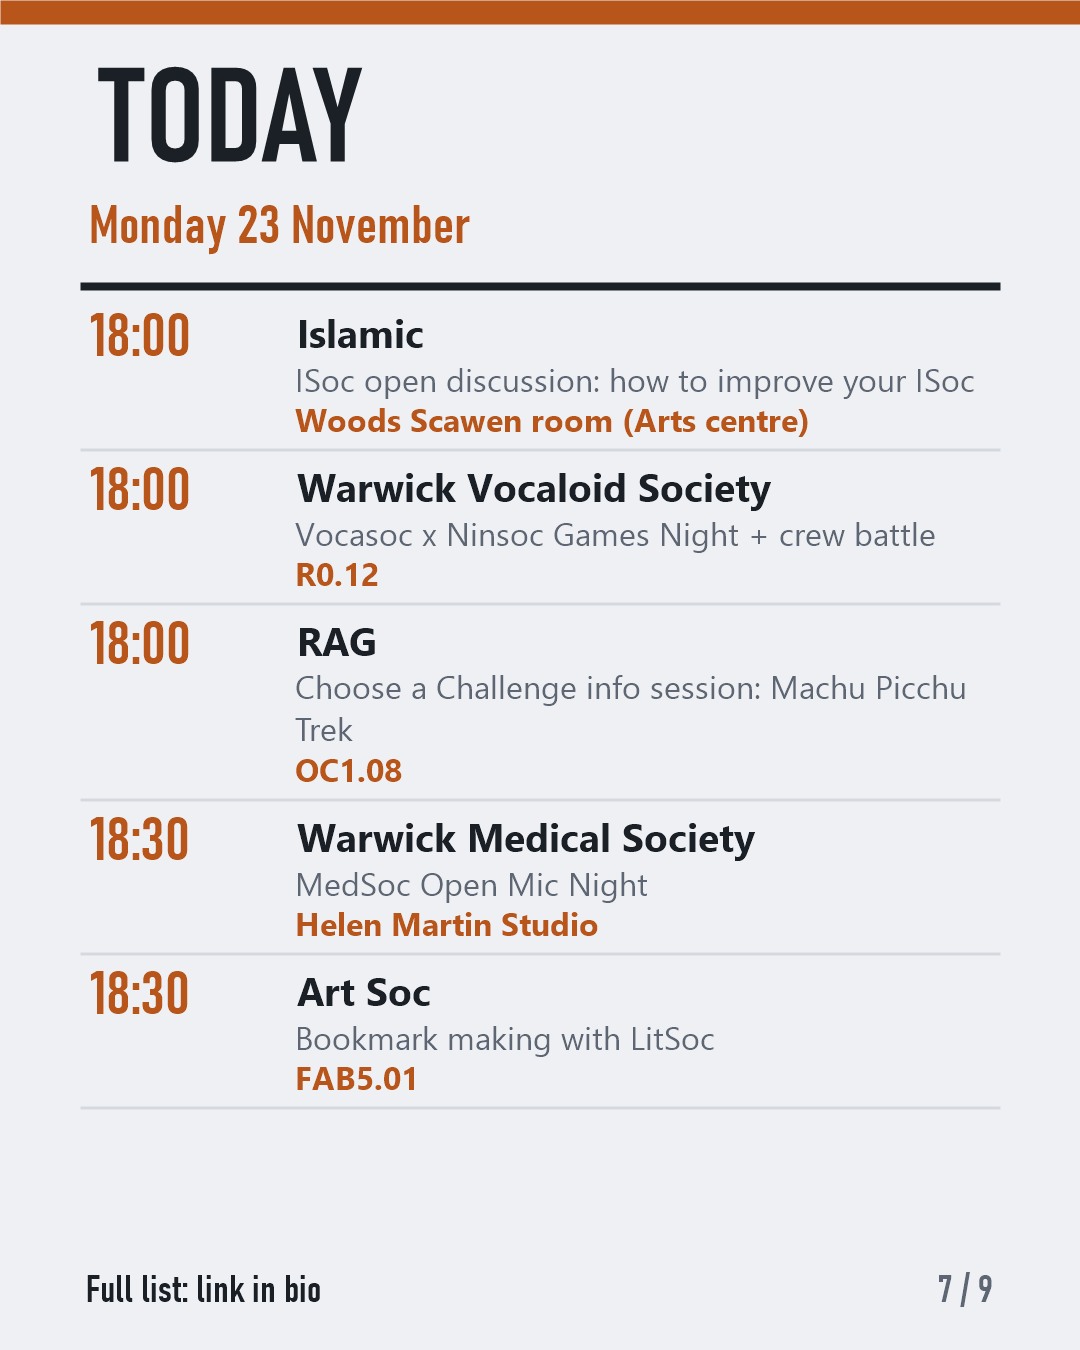 TODAY
Monday 23 November
18:00
Islamic
ISoc open discussion: how to improve your ISoc
Woods Scawen room (Arts centre)
18:00
Warwick Vocaloid Society
Vocasoc x Ninsoc Games Night + crew battle
R0.12
18:00
RAG
Choose a Challenge info session: Machu Picchu
Trek
OC1.08
18:30
Warwick Medical Society
MedSoc Open Mic Night
Helen Martin Studio
18:30
Art Soc
Bookmark making with LitSoc
FAB5.01
Full list: link in bio
7 / 9